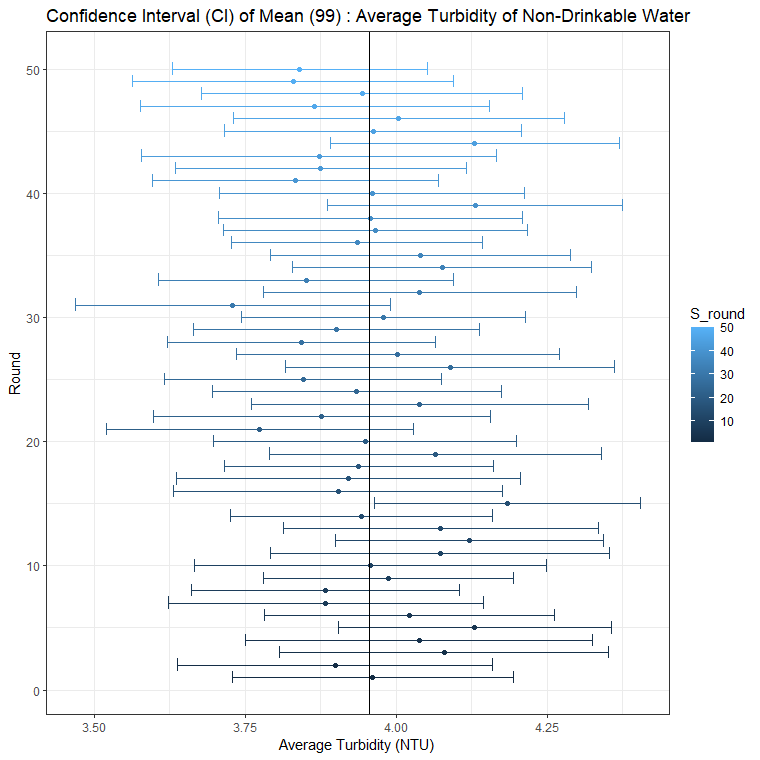 Confidence Interval (CI) of Mean (99) : Average Turbidity of Non-Drinkable Water
50
40
30
20
10
0
Round
3.50 3.75 4.00 4.25
Average Turbidity (NTU)
S_round
50
40
30
20
10